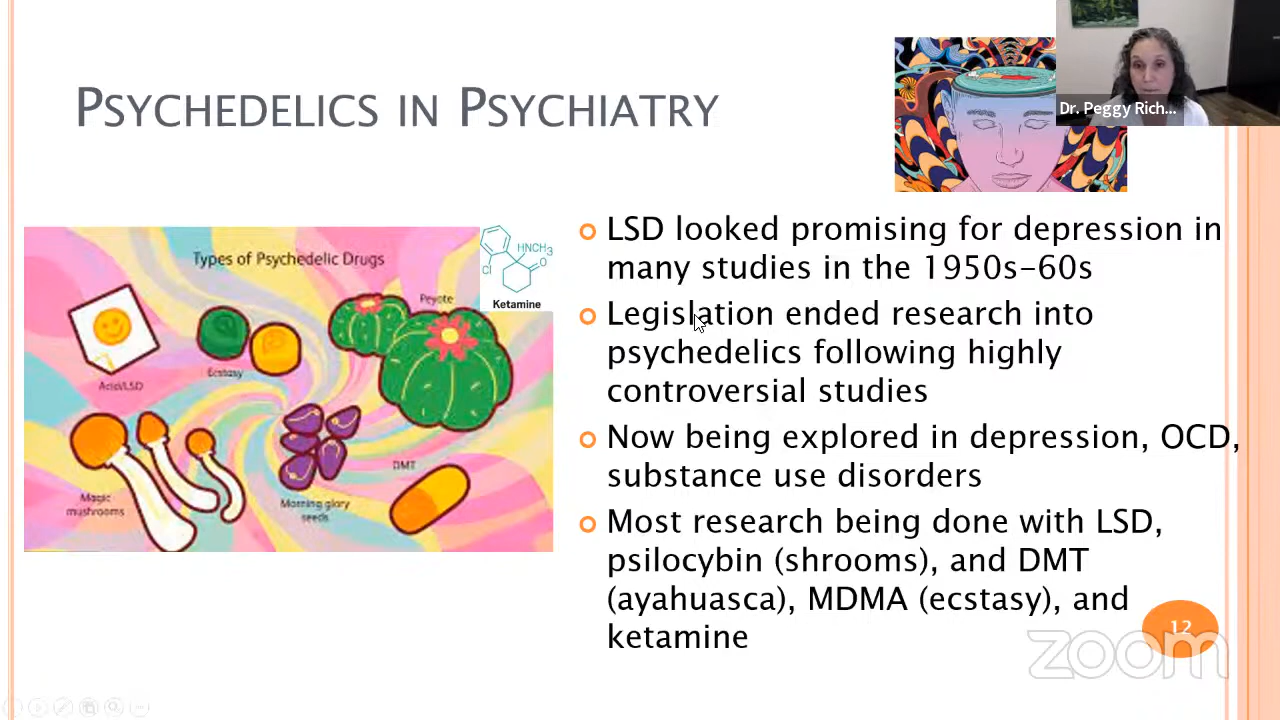 PSYCHEDELICS IN PSYCHIATRY
Dr. Peggy Rich...
Types of Psychedelic Drugs
HNCH3
Cl
O
Ketamine
Peyote
Acid/LSD
Ecstasy
DMT
Magic
mushrooms
Morning glory
seeds
LSD looked promising for depression in
many studies in the 1950s-60s
Legislation ended research into
psychedelics following highly
controversial studies
Now being explored in depression, OCD,
substance use disorders
Most research being done with LSD,
psilocybin (shrooms), and DMT
(ayahuasca), MDMA (ecstasy), and
ketamine
12
zoom